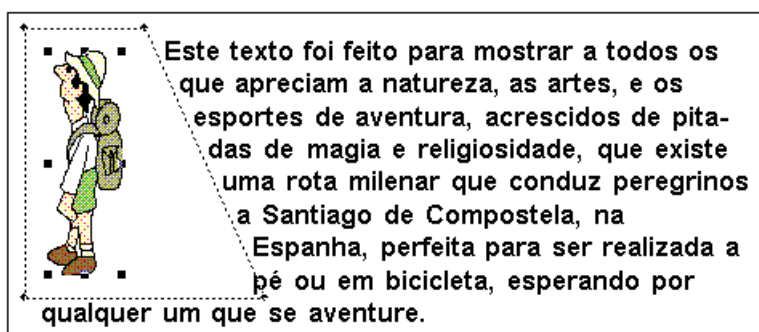 Este texto foi feito para mostrar a todos os
que apreciam a natureza, as artes, e os
esportes de aventura, acrescidos de pita-
das de magia e religiosidade, que existe
uma rota milenar que conduz peregrinos
a Santiago de Compostela, na
Espanha, perfeita para ser realizada a
pé ou em bicicleta, esperando por
qualquer um que se aventure.